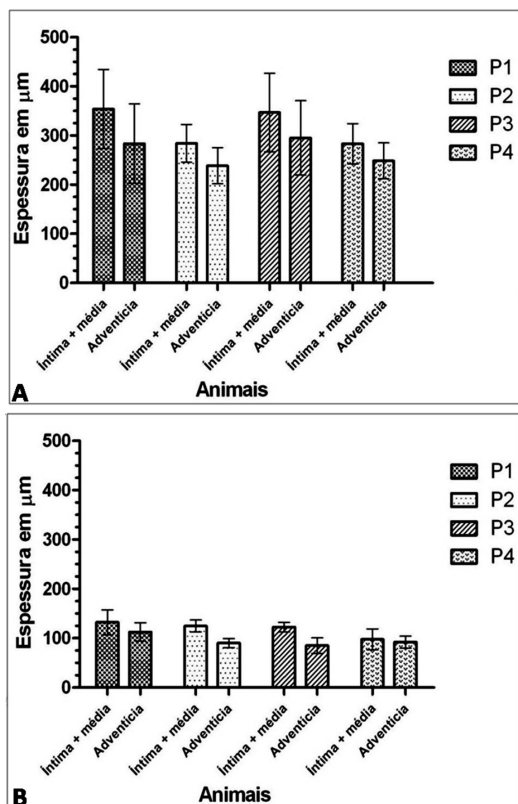 500
400
300
200
100
0
Espessura em μm
P1
P2
P3
P4
Íntima + média
Adventícia
Íntima + média
Adventícia
Íntima + média
Adventícia
Íntima + média
Adventícia
Animais
A
500
400
300
200
100
0
Espessura em μm
P1
P2
P3
P4
Íntima + média
Adventícia
Íntima + média
Adventícia
Íntima + média
Adventícia
Íntima + média
Adventícia
Animais
B